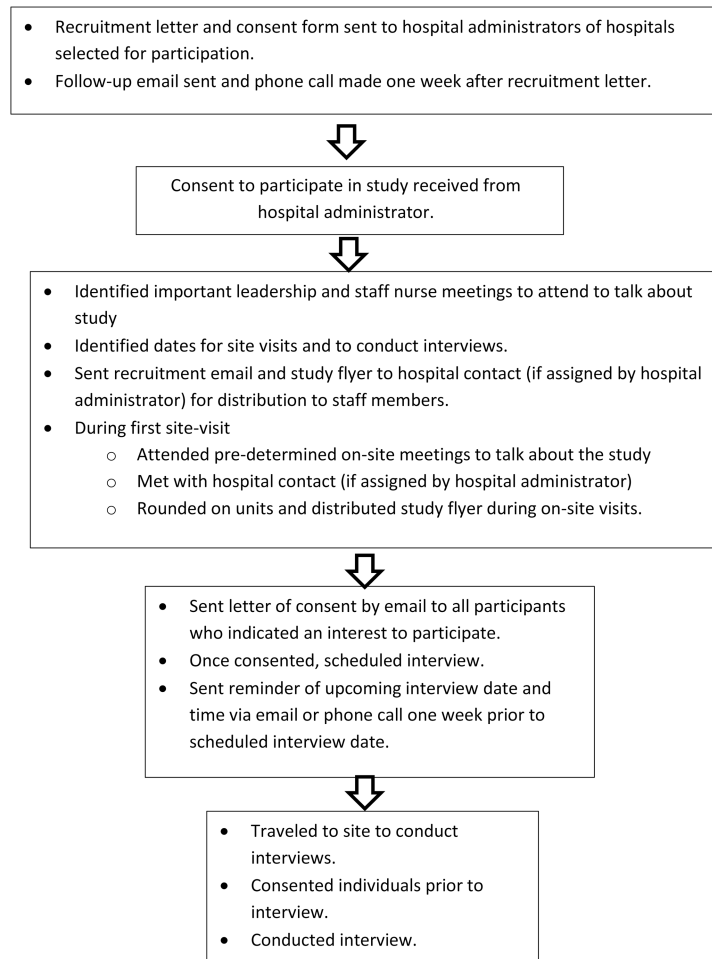 • Recruitment letter and consent form sent to hospital administrators of hospitals
selected for participation.
• Follow-up email sent and phone call made one week after recruitment letter.
Consent to participate in study received from
hospital administrator.
• Identified important leadership and staff nurse meetings to attend to talk about
study
• Identified dates for site visits and to conduct interviews.
• Sent recruitment email and study flyer to hospital contact (if assigned by hospital
administrator) for distribution to staff members.
• During first site-visit
o Attended pre-determined on-site meetings to talk about the study
o Met with hospital contact (if assigned by hospital administrator)
o Rounded on units and distributed study flyer during on-site visits.
• Sent letter of consent by email to all participants
who indicated an interest to participate.
• Once consented, scheduled interview.
• Sent reminder of upcoming interview date and
time via email or phone call one week prior to
scheduled interview date.
• Traveled to site to conduct
interviews.
• Consented individuals prior to
interview.
• Conducted interview.